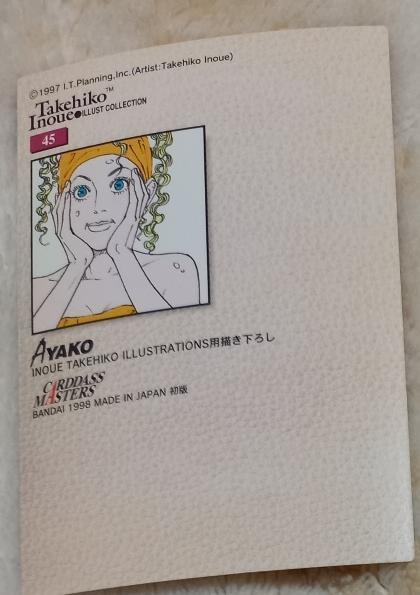 ©1997 I.T.Planning,Inc.(Artist:Takehiko Inoue)
Takehiko™
Inoue●ILLUST COLLECTION
45
AYAKO
INOUE TAKEHIKO ILLUSTRATIONS用描き下ろし
CARDDASS
MASTERS
BANDAI 1998 MADE IN JAPAN 初版